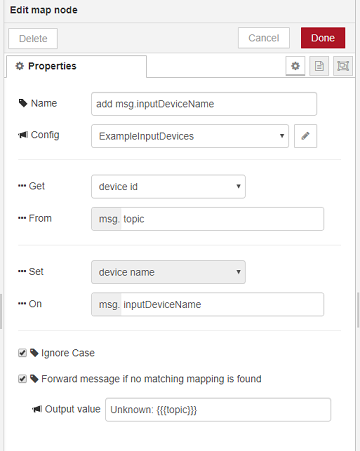 Edit map node
Delete Cancel Done
Properties
Name add msg.inputDeviceName
Config ExampleInputDevices
Get device id
From msg. topic
Set device name
On msg. inputDeviceName
Ignore Case
Forward message if no matching mapping is found
Output value Unknown: {{{topic}}}